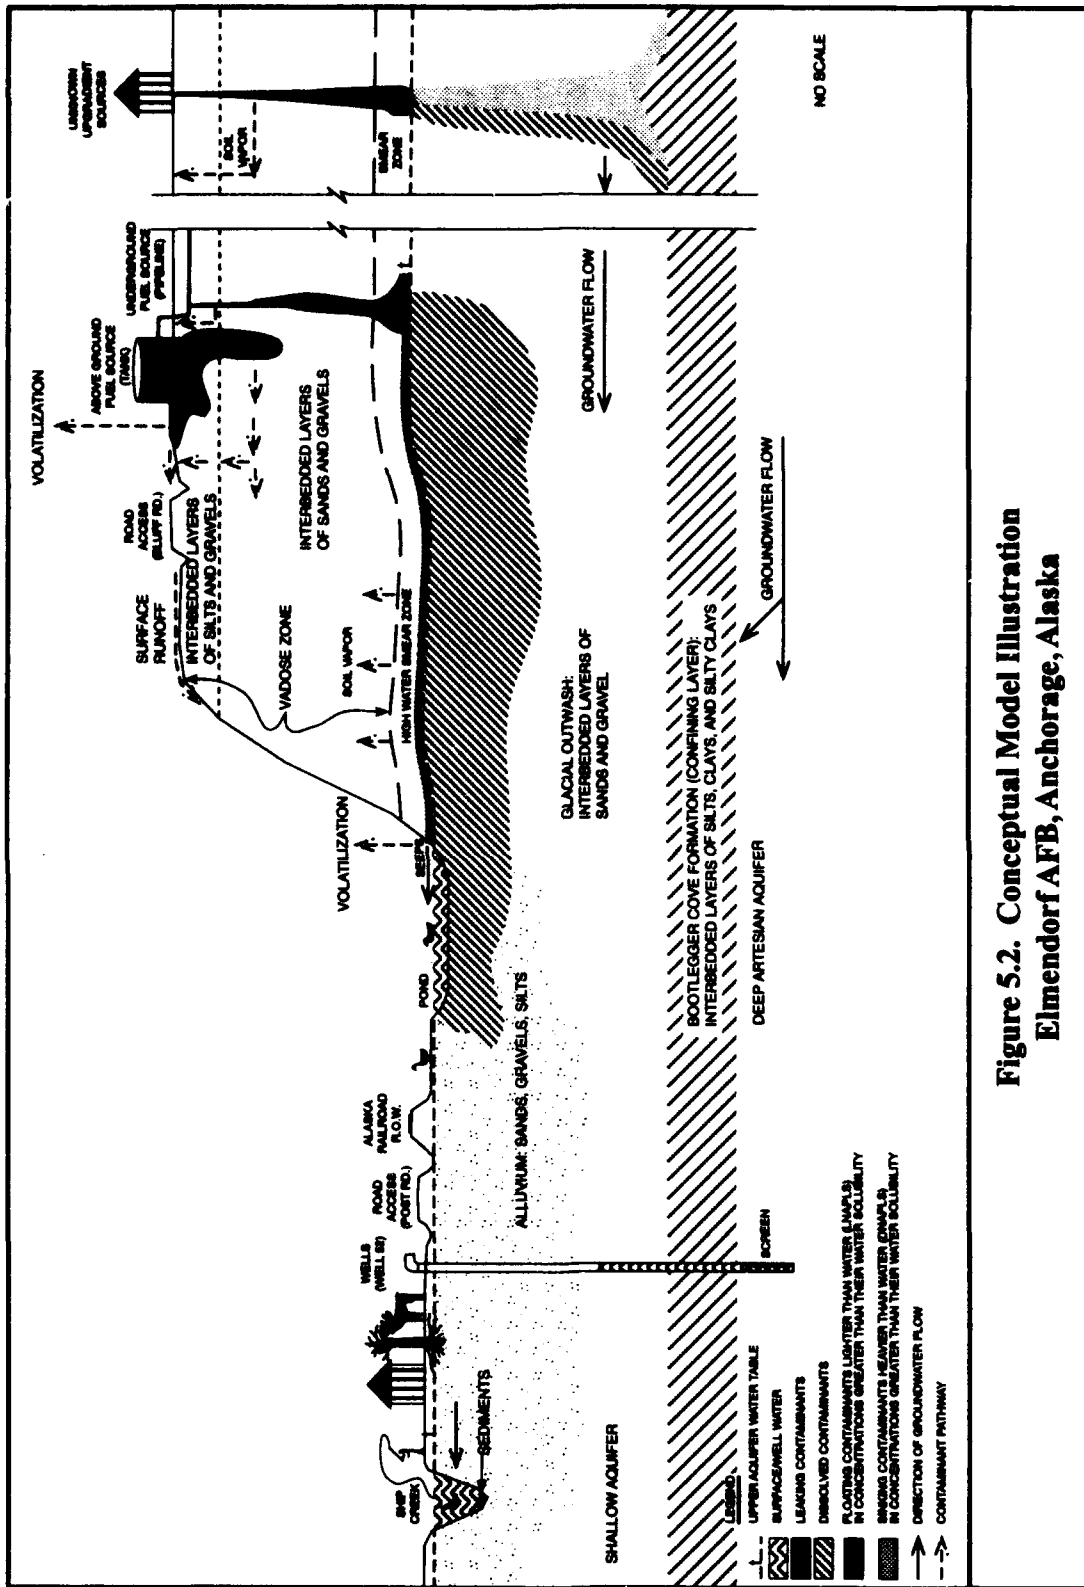 UNKNOWN
UPGRADIENT
SOURCES
SOIL
VAPOR
SMEAR
ZONE
NO SCALE
VOLATILIZATION
ABOVE GROUND
FUEL SOURCE
(TANK)
UNDERGROUND
FUEL SOURCE
(PIPELINE)
ROAD
ACCESS
(BLUFF RD.)
SURFACE
RUNOFF
INTERBEDDED LAYERS
OF SILTS AND GRAVELS
INTERBEDDED LAYERS
OF SANDS AND GRAVELS
VADOSE ZONE
SOIL VAPOR
HIGH WATER SMEAR ZONE
GROUNDWATER FLOW
GROUNDWATER FLOW
VOLATILIZATION
SEEPS
POND
GLACIAL OUTWASH:
INTERBEDDED LAYERS OF
SANDS AND GRAVEL
BOOTLEGGER COVE FORMATION (CONFINING LAYER):
INTERBEDDED LAYERS OF SILTS, CLAYS, AND SILTY CLAYS
DEEP ARTESIAN AQUIFER
ALASKA
RAILROAD
R.O.W.
ROAD
ACCESS
(POST RD.)
WELLS
(WELL 52)
ALLUVIUM: SANDS, GRAVELS, SILTS
SHIP
CREEK
SEDIMENTS
SHALLOW AQUIFER
SCREEN
LEGEND
UPPER AQUIFER WATER TABLE
SURFACE/WELL WATER
LEAKING CONTAMINANTS
DISSOLVED CONTAMINANTS
FLOATING CONTAMINANTS LIGHTER THAN WATER (LNAPLS)
IN CONCENTRATIONS GREATER THAN THEIR WATER SOLUBILITY
SINKING CONTAMINANTS HEAVIER THAN WATER (DNAPLS)
IN CONCENTRATIONS GREATER THAN THEIR WATER SOLUBILITY
DIRECTION OF GROUNDWATER FLOW
CONTAMINANT PATHWAY
Figure 5.2. Conceptual Model Illustration
Elmendorf AFB, Anchorage, Alaska